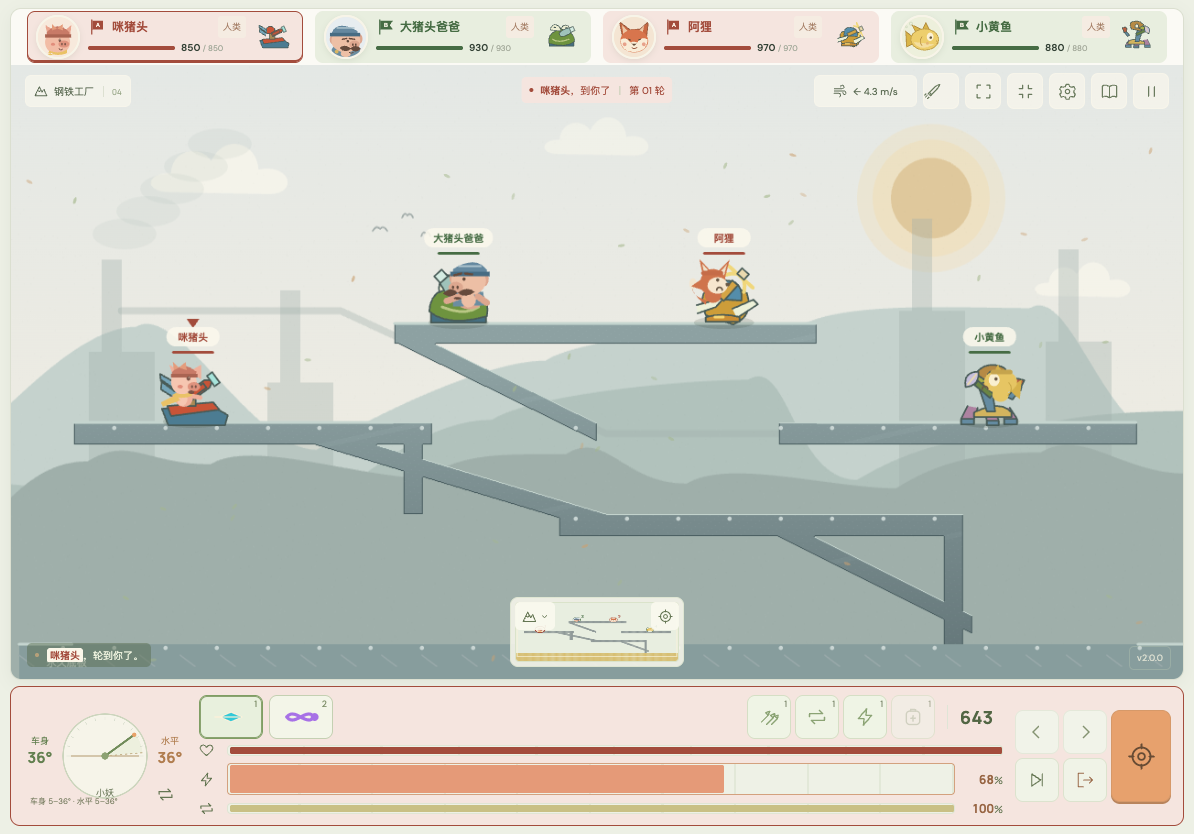 咪猪头
人类
850 / 850
大猪头爸爸
人类
930 / 930
阿狸
人类
970 / 970
小黄鱼
人类
880 / 880
钢铁工厂 04
咪猪头，到你了 第 01 轮
← 4.3 m/s
大猪头爸爸
阿狸
咪猪头
小黄鱼
咪猪头，轮到你了。
v2.0.0
车身
36°
水平
36°
小妖
车身 5–36° · 水平 5–36°
1
2
1
1
1
1
643
68%
100%